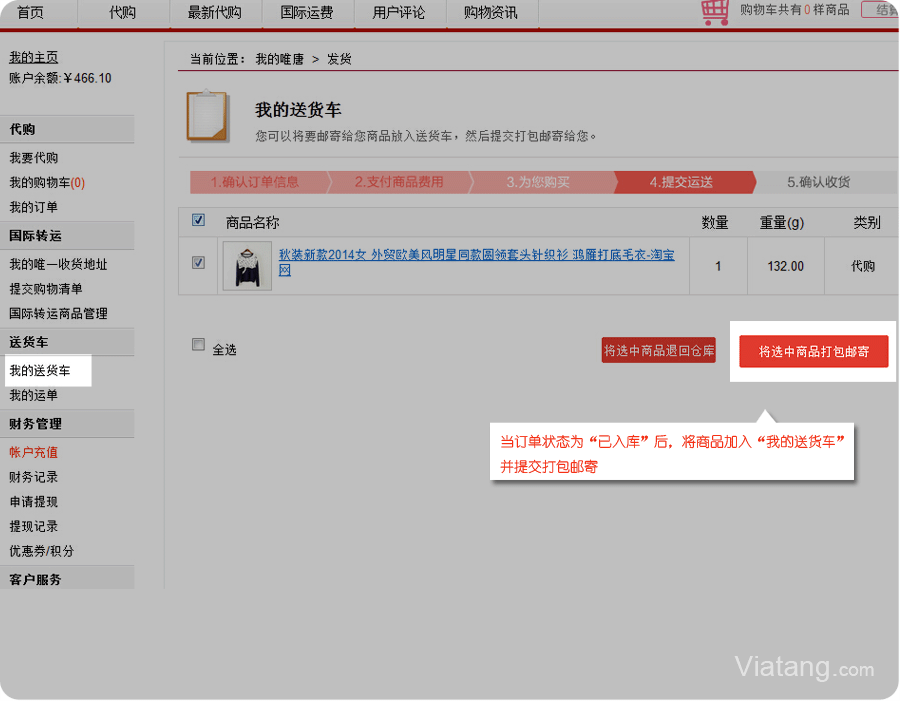 首页 代购 最新代购 国际运费 用户评论 购物资讯 购物车共有0样商品
我的主页
账户余额:￥466.10
代购
我要代购
我的购物车(0)
我的订单
国际转运
我的唯一收货地址
提交购物清单
国际转运商品管理
送货车
我的送货车
我的运单
财务管理
帐户充值
财务记录
申请提现
提现记录
优惠券/积分
客户服务
当前位置： 我的唯唐 > 发货
我的送货车
您可以将要邮寄给您商品放入送货车，然后提交打包邮寄给您。
1.确认订单信息 2.支付商品费用 3.为您购买 4.提交运送 5.确认收货
商品名称 数量 重量(g) 类别
秋装新款2014女 外贸欧美风明星同款圆领套头针织衫 鸿雁打底毛衣-淘宝
网
1 132.00 代购
全选 将选中商品退回仓库 将选中商品打包邮寄
当订单状态为“已入库”后，将商品加入“我的送货车”
并提交打包邮寄
Viatang.com